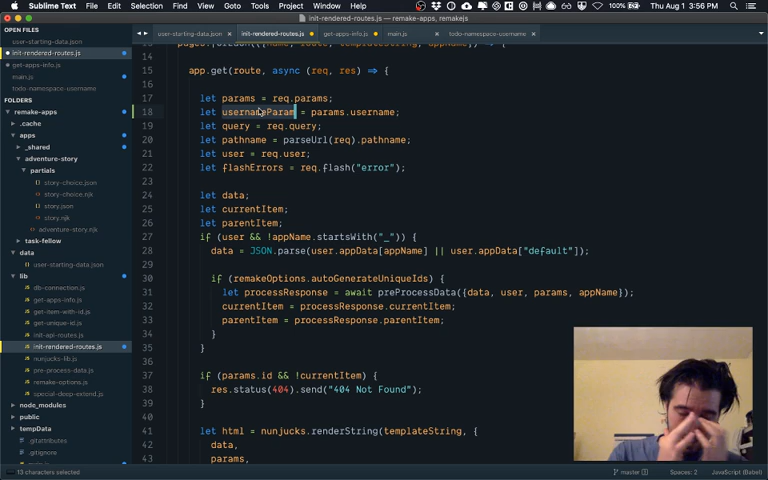 Sublime Text File Edit Selection Find View Goto Tools Project Window Help 100% Thu Aug 1 3:56 PM
init-rendered-routes.js — remake-apps, remakejs
OPEN FILES
user-starting-data.json
init-rendered-routes.js
get-apps-info.js
main.js
todo-namespace-username
FOLDERS
remake-apps
.cache
apps
_shared
adventure-story
partials
story-choice.json
story-choice.njk
story.json
story.njk
adventure-story.njk
task-fellow
data
user-starting-data.json
lib
db-connection.js
get-apps-info.js
get-item-with-id.js
get-unique-id.js
init-api-routes.js
init-rendered-routes.js
nunjucks-lib.js
pre-process-data.js
remake-options.js
special-deep-extend.js
node_modules
public
tempData
.gitattributes
.gitignore
user-starting-data.json init-rendered-routes.js get-apps-info.js main.js todo-namespace-username
14
15 app.get(route, async (req, res) => {
16
17 let params = req.params;
18 let usernameParam = params.username;
19 let query = req.query;
20 let pathname = parseUrl(req).pathname;
21 let user = req.user;
22 let flashErrors = req.flash("error");
23
24 let data;
25 let currentItem;
26 let parentItem;
27 if (user && !appName.startsWith("_")) {
28 data = JSON.parse(user.appData[appName] || user.appData["default"]);
29
30 if (remakeOptions.autoGenerateUniqueIds) {
31 let processResponse = await preProcessData({data, user, params, appName});
32 currentItem = processResponse.currentItem;
33 parentItem = processResponse.parentItem;
34 }
35 }
36
37 if (params.id && !currentItem) {
38 res.status(404).send("404 Not Found");
39 }
40
41 let html = nunjucks.renderString(templateString, {
42 data,
43 params,
13 characters selected master Spaces: 2 JavaScript